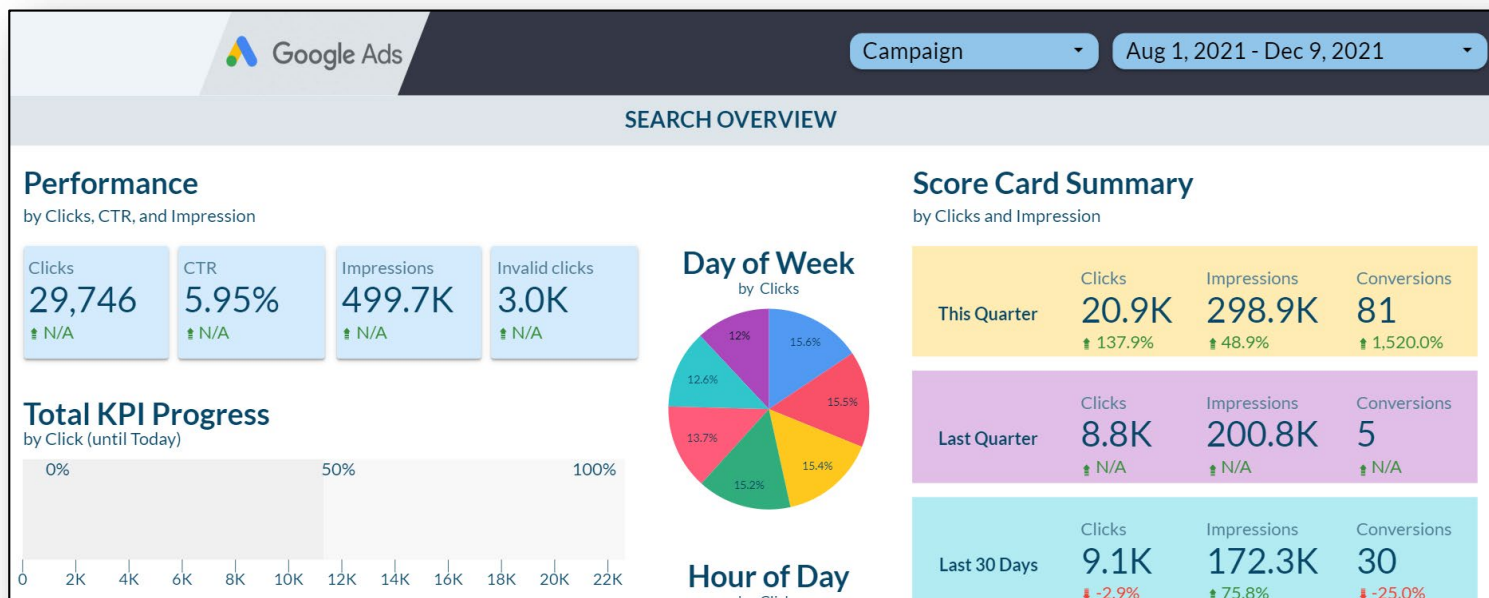 Google Ads
Campaign
Aug 1, 2021 - Dec 9, 2021
SEARCH OVERVIEW
Performance
by Clicks, CTR, and Impression
Clicks
29,746
N/A
CTR
5.95%
N/A
Impressions
499.7K
N/A
Invalid clicks
3.0K
N/A
Total KPI Progress
by Click (until Today)
0% 50% 100%
0 2K 4K 6K 8K 10K 12K 14K 16K 18K 20K 22K
Day of Week
by Clicks
12% 15.6%
12.6%
15.5%
13.7%
15.4%
15.2%
Hour of Day
Score Card Summary
by Clicks and Impression
This Quarter
Clicks Impressions Conversions
20.9K 298.9K 81
137.9% 48.9% 1,520.0%
Last Quarter
Clicks Impressions Conversions
8.8K 200.8K 5
N/A N/A N/A
Last 30 Days
Clicks Impressions Conversions
9.1K 172.3K 30
-2.9% 75.8% -25.0%